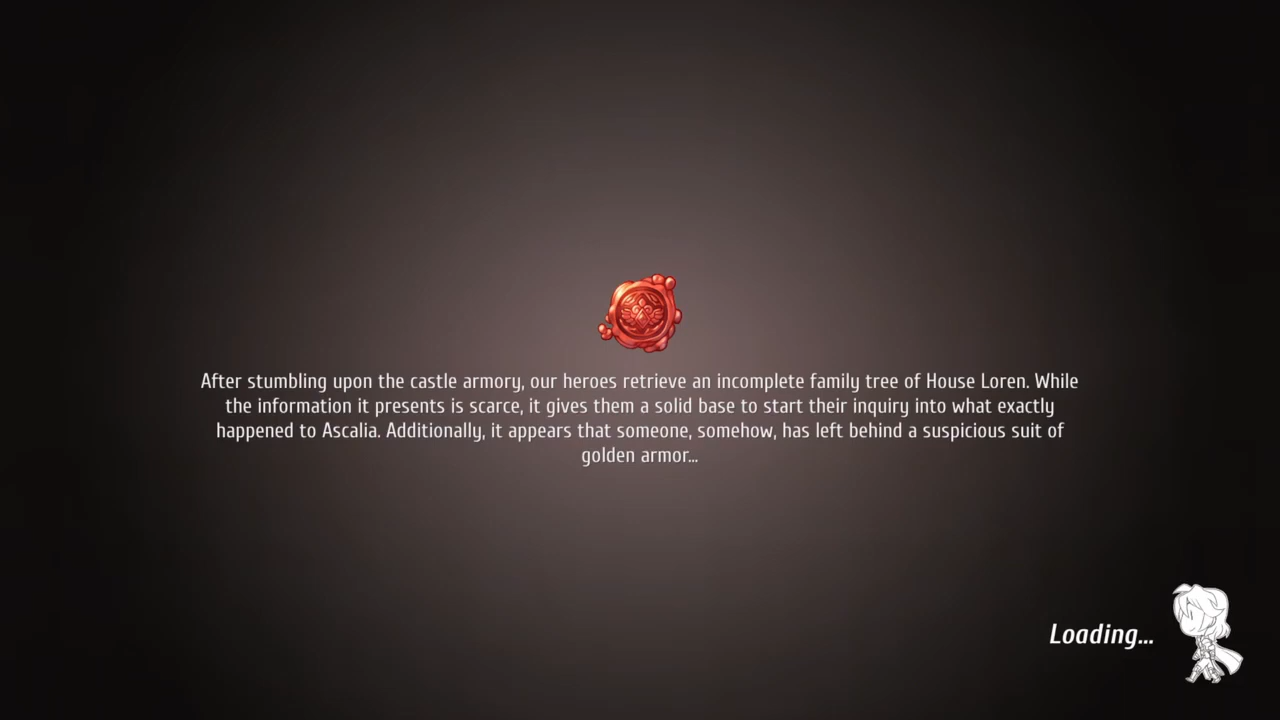 After stumbling upon the castle armory, our heroes retrieve an incomplete family tree of House Loren. While
the information it presents is scarce, it gives them a solid base to start their inquiry into what exactly
happened to Ascalia. Additionally, it appears that someone, somehow, has left behind a suspicious suit of
golden armor...
Loading...